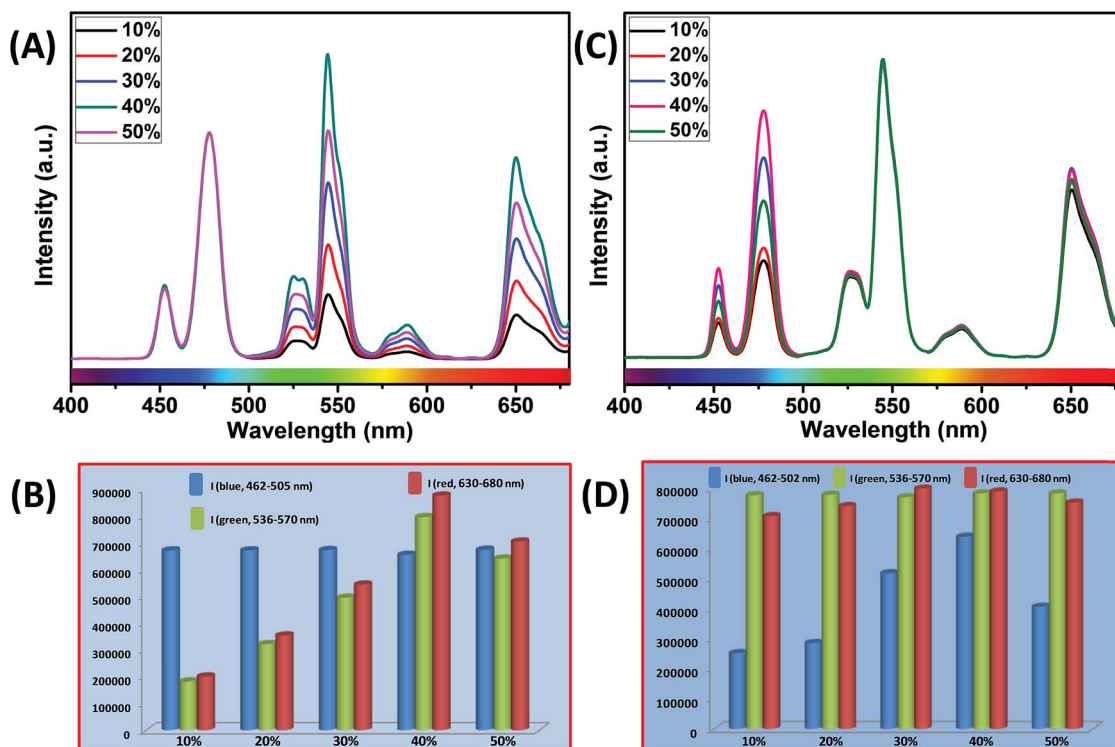 (A)
10%
20%
30%
40%
50%
Intensity (a.u.)
400 450 500 550 600 650
Wavelength (nm)
(C)
10%
20%
30%
40%
50%
Intensity (a.u.)
400 450 500 550 600 650
Wavelength (nm)
(B)
I (blue, 462-505 nm)
I (red, 630-680 nm)
I (green, 536-570 nm)
900000
800000
700000
600000
500000
400000
300000
200000
100000
0
10% 20% 30% 40% 50%
(D)
I (blue, 462-502 nm) I (green, 536-570 nm) I (red, 630-680 nm)
800000
700000
600000
500000
400000
300000
200000
100000
0
10% 20% 30% 40% 50%